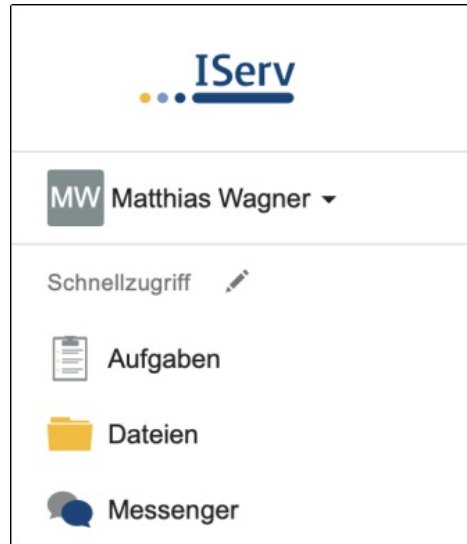 IServ
MW Matthias Wagner
Schnellzugriff
Aufgaben
Dateien
Messenger